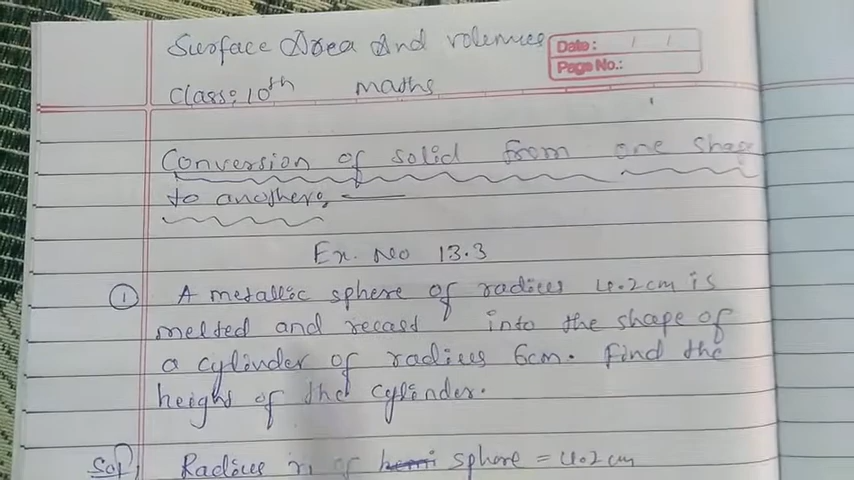 Surface Area And volumes
Date: / /
Page No.:
Class: 10th maths
Conversion of solid from one shape
to another.
Ex. No 13.3
① A metallic sphere of radius 4.2cm is
melted and recast into the shape of
a cylinder of radius 6cm. Find the
height of the cylinder.
Sol Radius r1 of hemi sphere = 4.2 cm